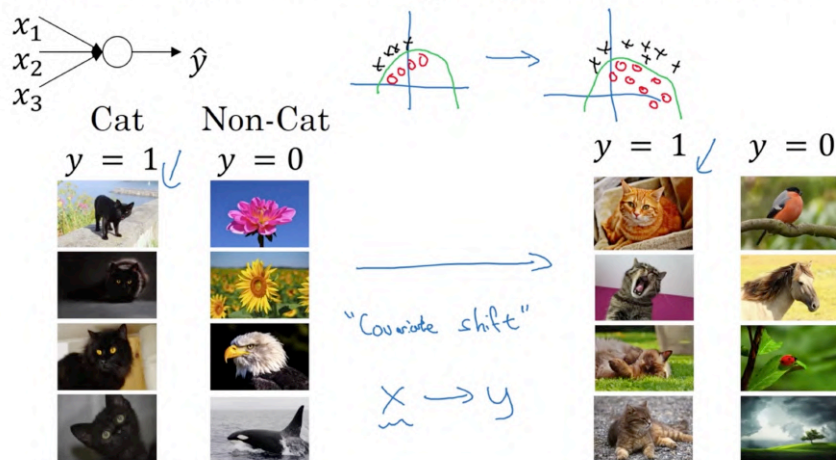 x₁
x₂
x₃
ŷ
Cat
Non-Cat
y = 1
y = 0
y = 1
y = 0
"Covariate shift"
x → y